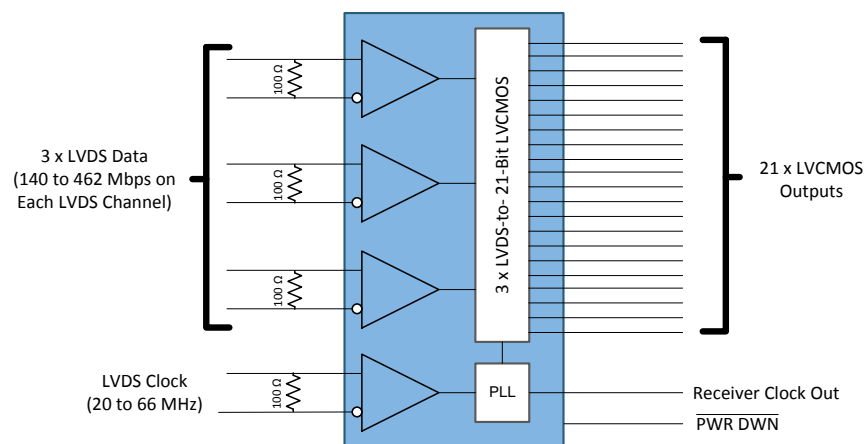 100 Ω
3 x LVDS Data
(140 to 462 Mbps on
Each LVDS Channel)
100 Ω
100 Ω
3 x LVDS-to- 21-Bit LVCMOS
21 x LVCMOS
Outputs
LVDS Clock
(20 to 66 MHz)
100 Ω
PLL
Receiver Clock Out
PWR DWN